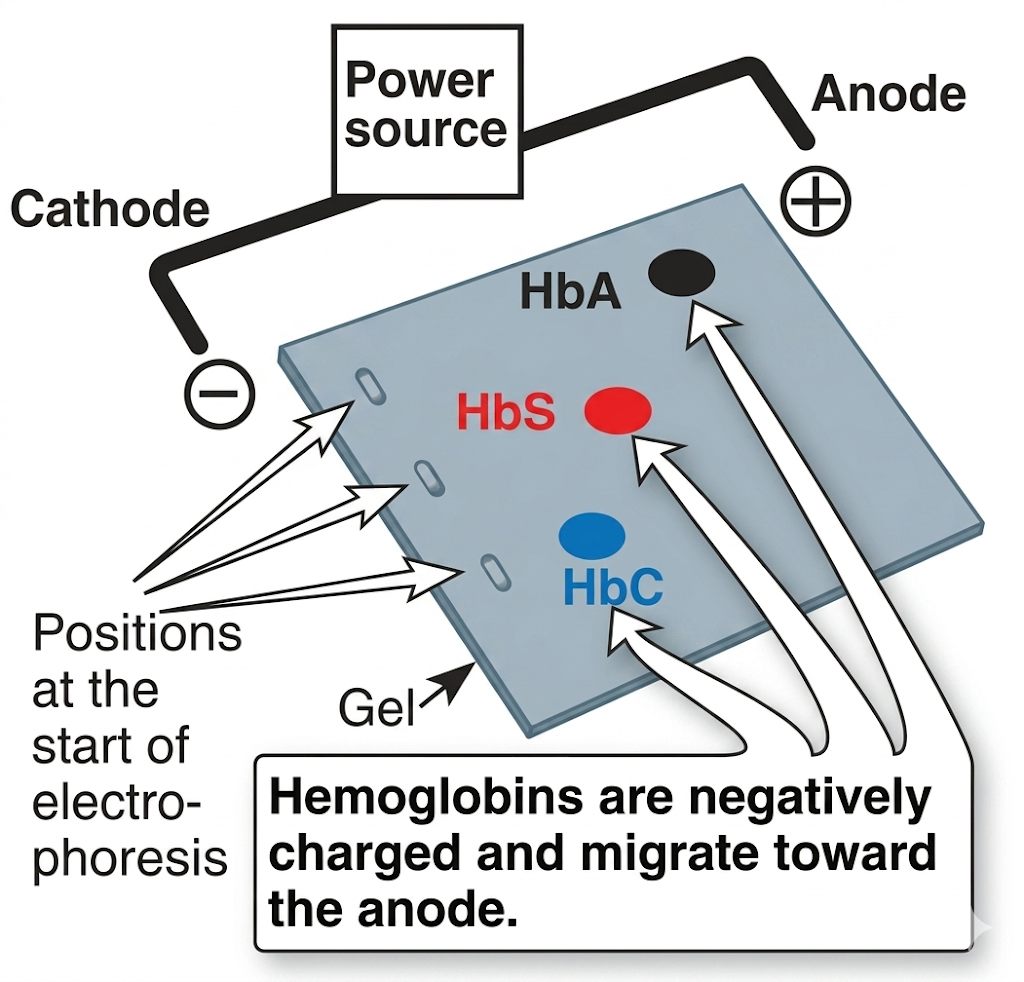 Power
source
Anode
+
Cathode
−
HbA
HbS
HbC
Positions
at the
start of
electro-
phoresis
Gel
Hemoglobins are negatively
charged and migrate toward
the anode.